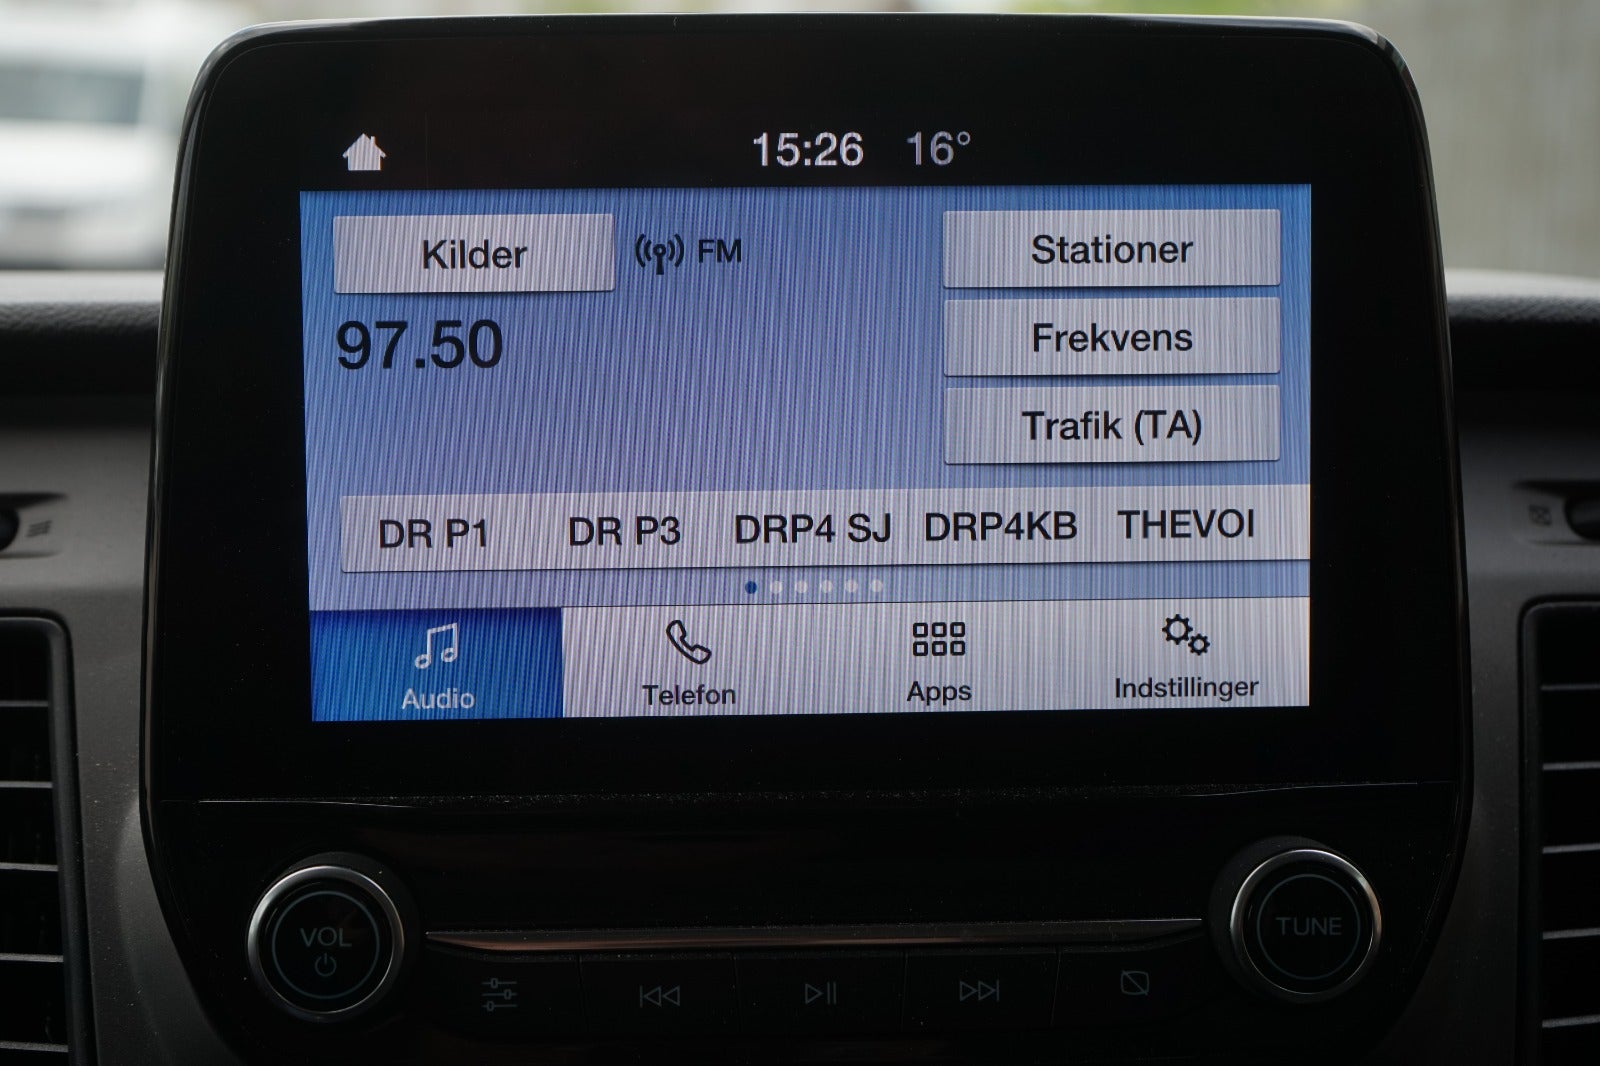 15:26 16°
Kilder FM
97.50
Stationer
Frekvens
Trafik (TA)
DR P1 DR P3 DRP4 SJ DRP4KB THEVOI
Audio Telefon Apps Indstillinger
VOL
TUNE